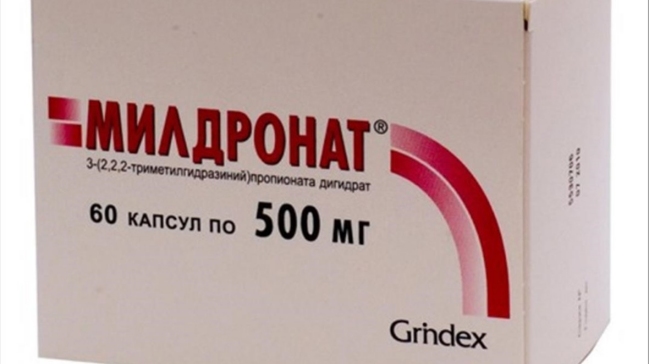 МИЛДРОНАТ®
3-(2,2,2-триметилгидразиний)пропионата дигидрат
60 КАПСУЛ ПО 500 МГ
Grindex